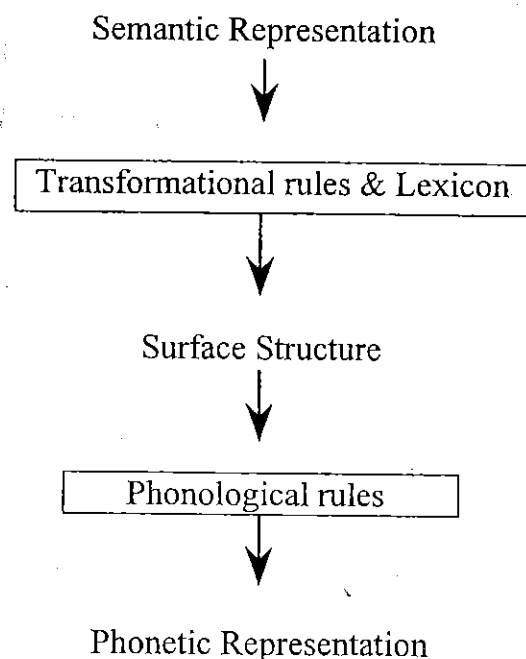 Semantic Representation
Transformational rules & Lexicon
Surface Structure
Phonological rules
Phonetic Representation